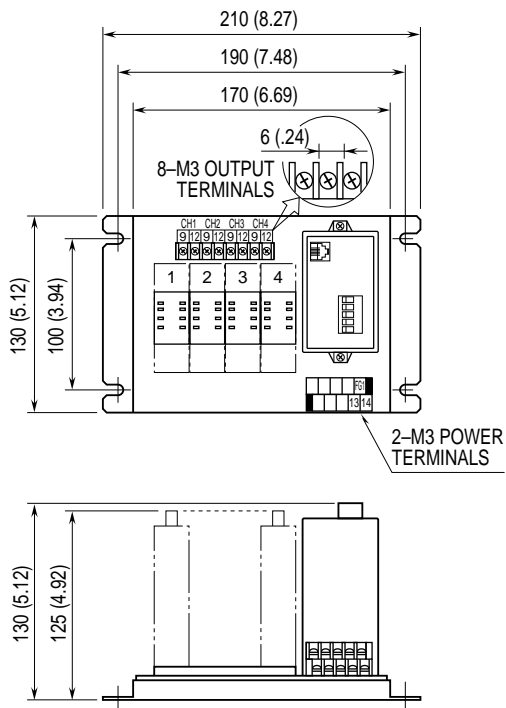 210 (8.27)
190 (7.48)
170 (6.69)
6 (.24)
8–M3 OUTPUT
TERMINALS
CH1 CH2 CH3 CH4
9 12 9 12 9 12 9 12
1 2 3 4
130 (5.12)
100 (3.94)
FG1
13 14
2–M3 POWER
TERMINALS
130 (5.12)
125 (4.92)